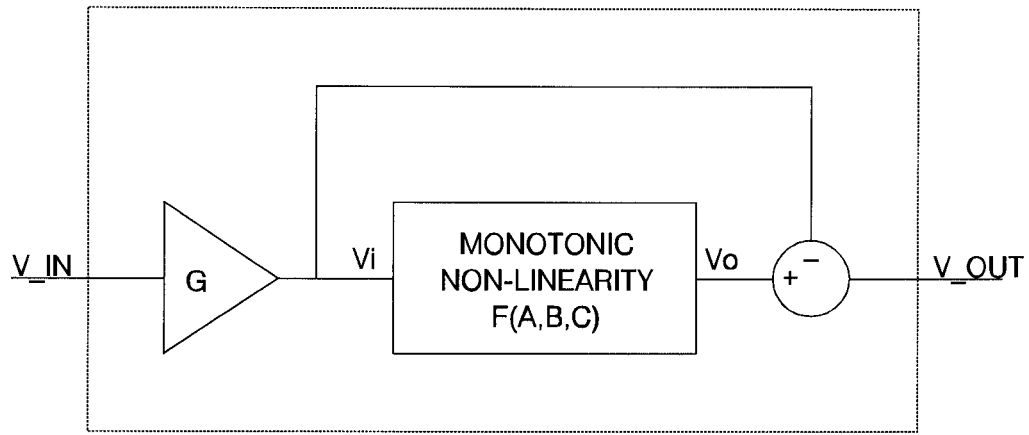 V_IN
G
Vi
MONOTONIC
NON-LINEARITY
F(A,B,C)
Vo
+
−
V_OUT